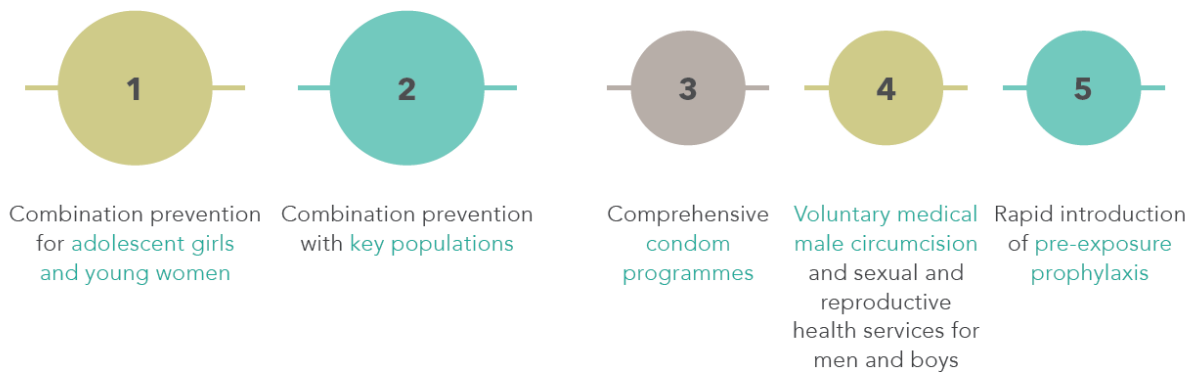 1
2
3
4
5
Combination prevention
for adolescent girls
and young women
Combination prevention
with key populations
Comprehensive
condom
programmes
Voluntary medical
male circumcision
and sexual and
reproductive
health services for
men and boys
Rapid introduction
of pre-exposure
prophylaxis